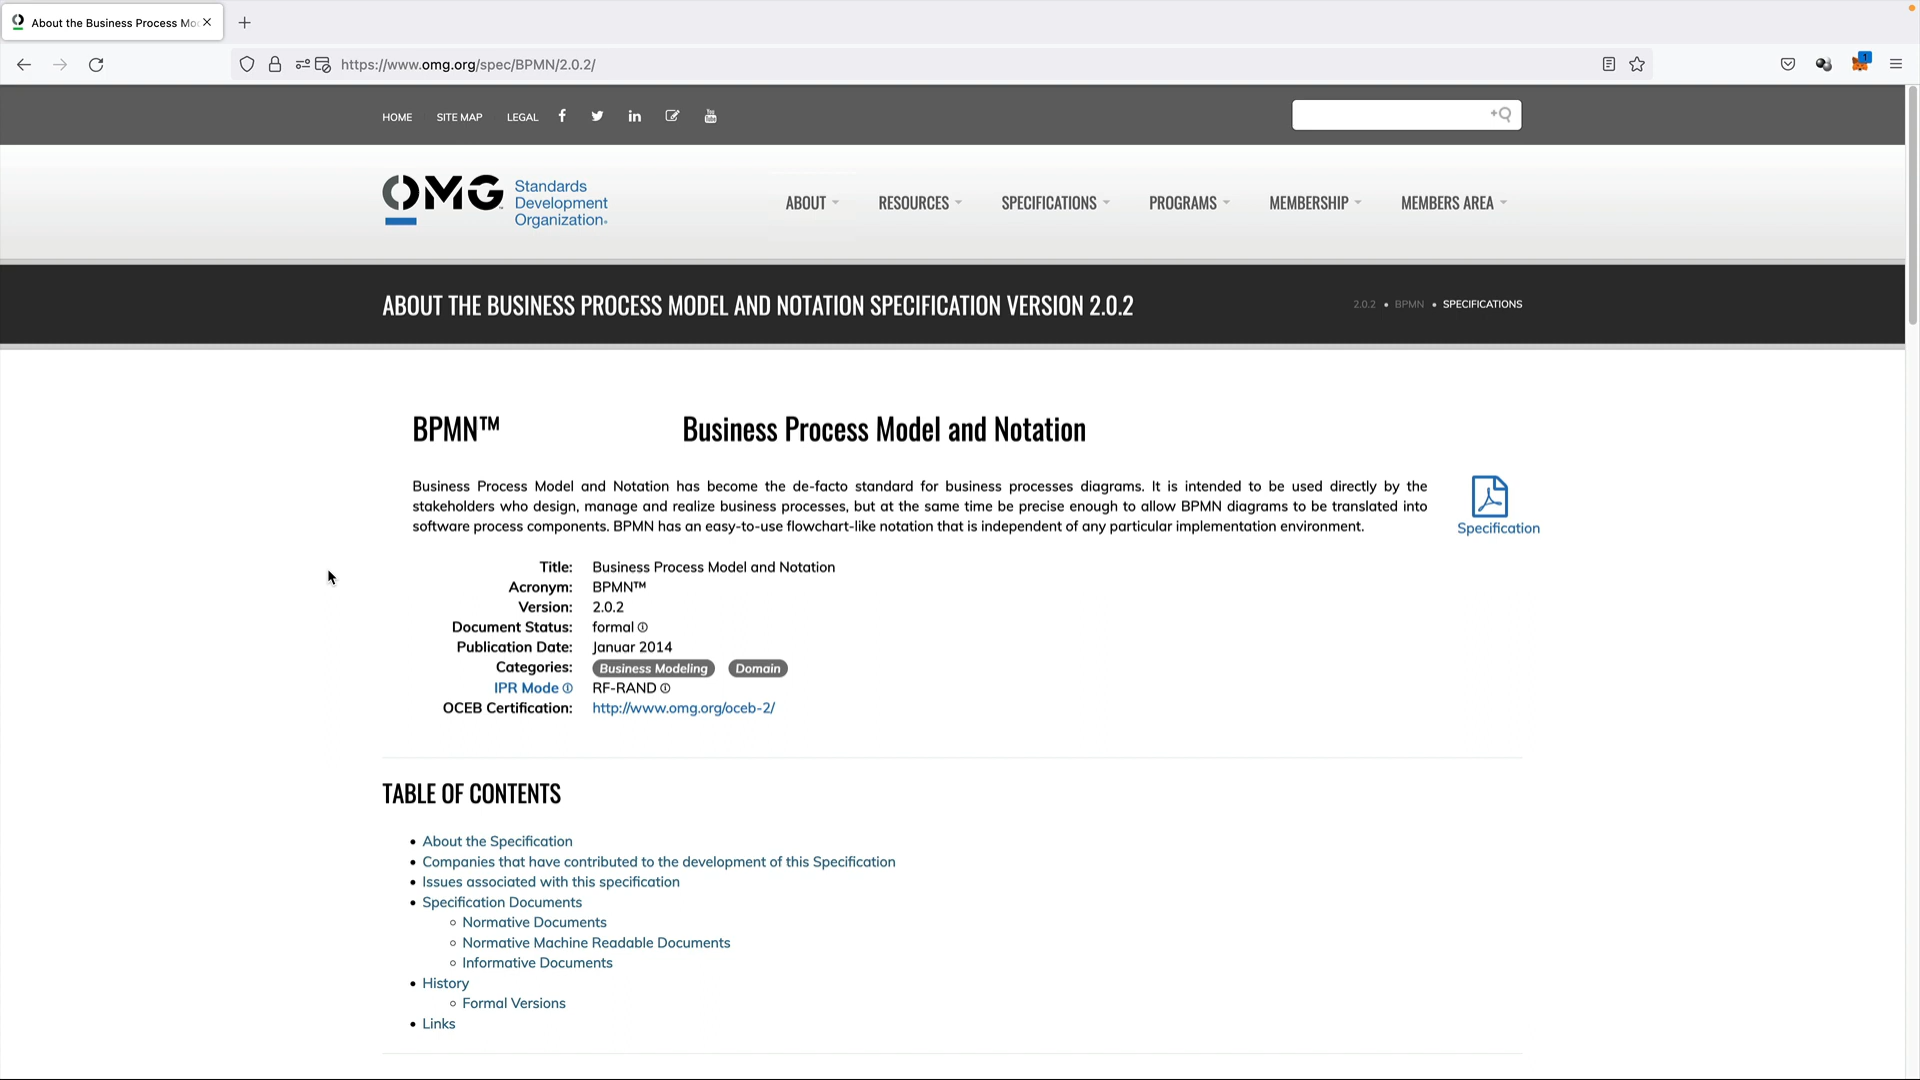 About the Business Process Mo
https://www.omg.org/spec/BPMN/2.0.2/
1
HOME SITE MAP LEGAL
OMG Standards
Development
Organization
ABOUT RESOURCES SPECIFICATIONS PROGRAMS MEMBERSHIP MEMBERS AREA
ABOUT THE BUSINESS PROCESS MODEL AND NOTATION SPECIFICATION VERSION 2.0.2
2.0.2 • BPMN • SPECIFICATIONS
BPMN™ Business Process Model and Notation
Business Process Model and Notation has become the de-facto standard for business processes diagrams. It is intended to be used directly by the
stakeholders who design, manage and realize business processes, but at the same time be precise enough to allow BPMN diagrams to be translated into
software process components. BPMN has an easy-to-use flowchart-like notation that is independent of any particular implementation environment.
Specification
Title: Business Process Model and Notation
Acronym: BPMN™
Version: 2.0.2
Document Status: formal
Publication Date: Januar 2014
Categories: Business Modeling Domain
IPR Mode RF-RAND
OCEB Certification: http://www.omg.org/oceb-2/
TABLE OF CONTENTS
• About the Specification
• Companies that have contributed to the development of this Specification
• Issues associated with this specification
• Specification Documents
◦ Normative Documents
◦ Normative Machine Readable Documents
◦ Informative Documents
• History
◦ Formal Versions
• Links